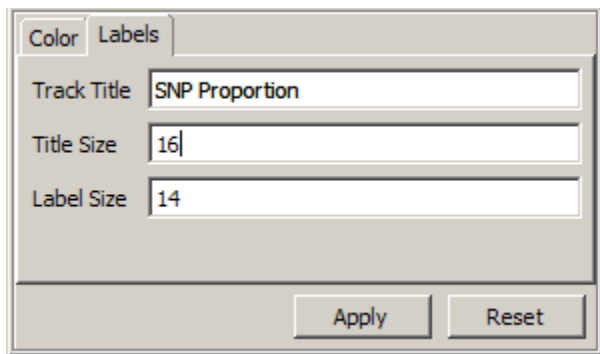 Color Labels
Track Title SNP Proportion
Title Size 16
Label Size 14
Apply Reset